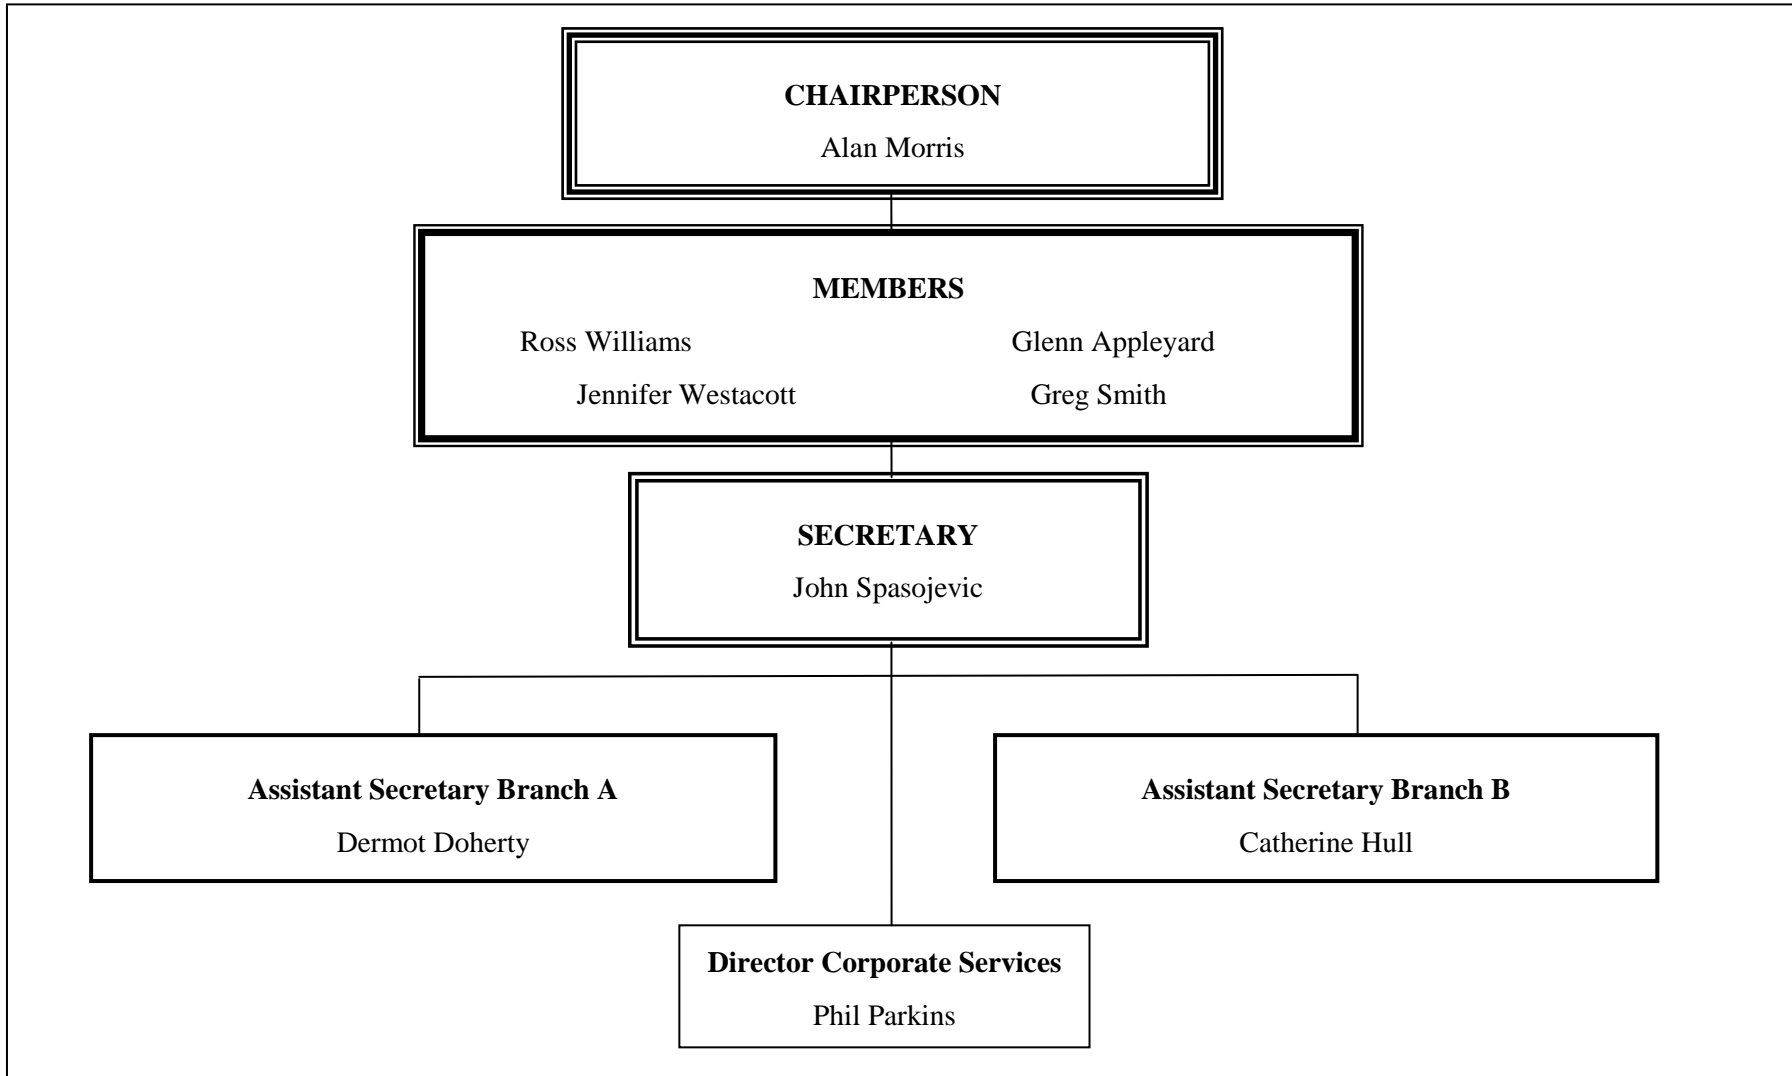 CHAIRPERSON
Alan Morris
MEMBERS
Ross Williams Glenn Appleyard
Jennifer Westacott Greg Smith
SECRETARY
John Spasojevic
Assistant Secretary Branch A
Dermot Doherty
Assistant Secretary Branch B
Catherine Hull
Director Corporate Services
Phil Parkins